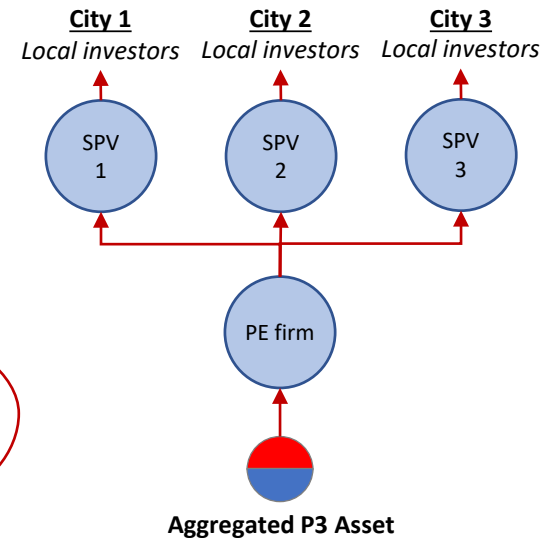 City 1 City 2 City 3
Local investors Local investors Local investors
SPV SPV SPV
1 2 3
PE firm
Aggregated P3 Asset